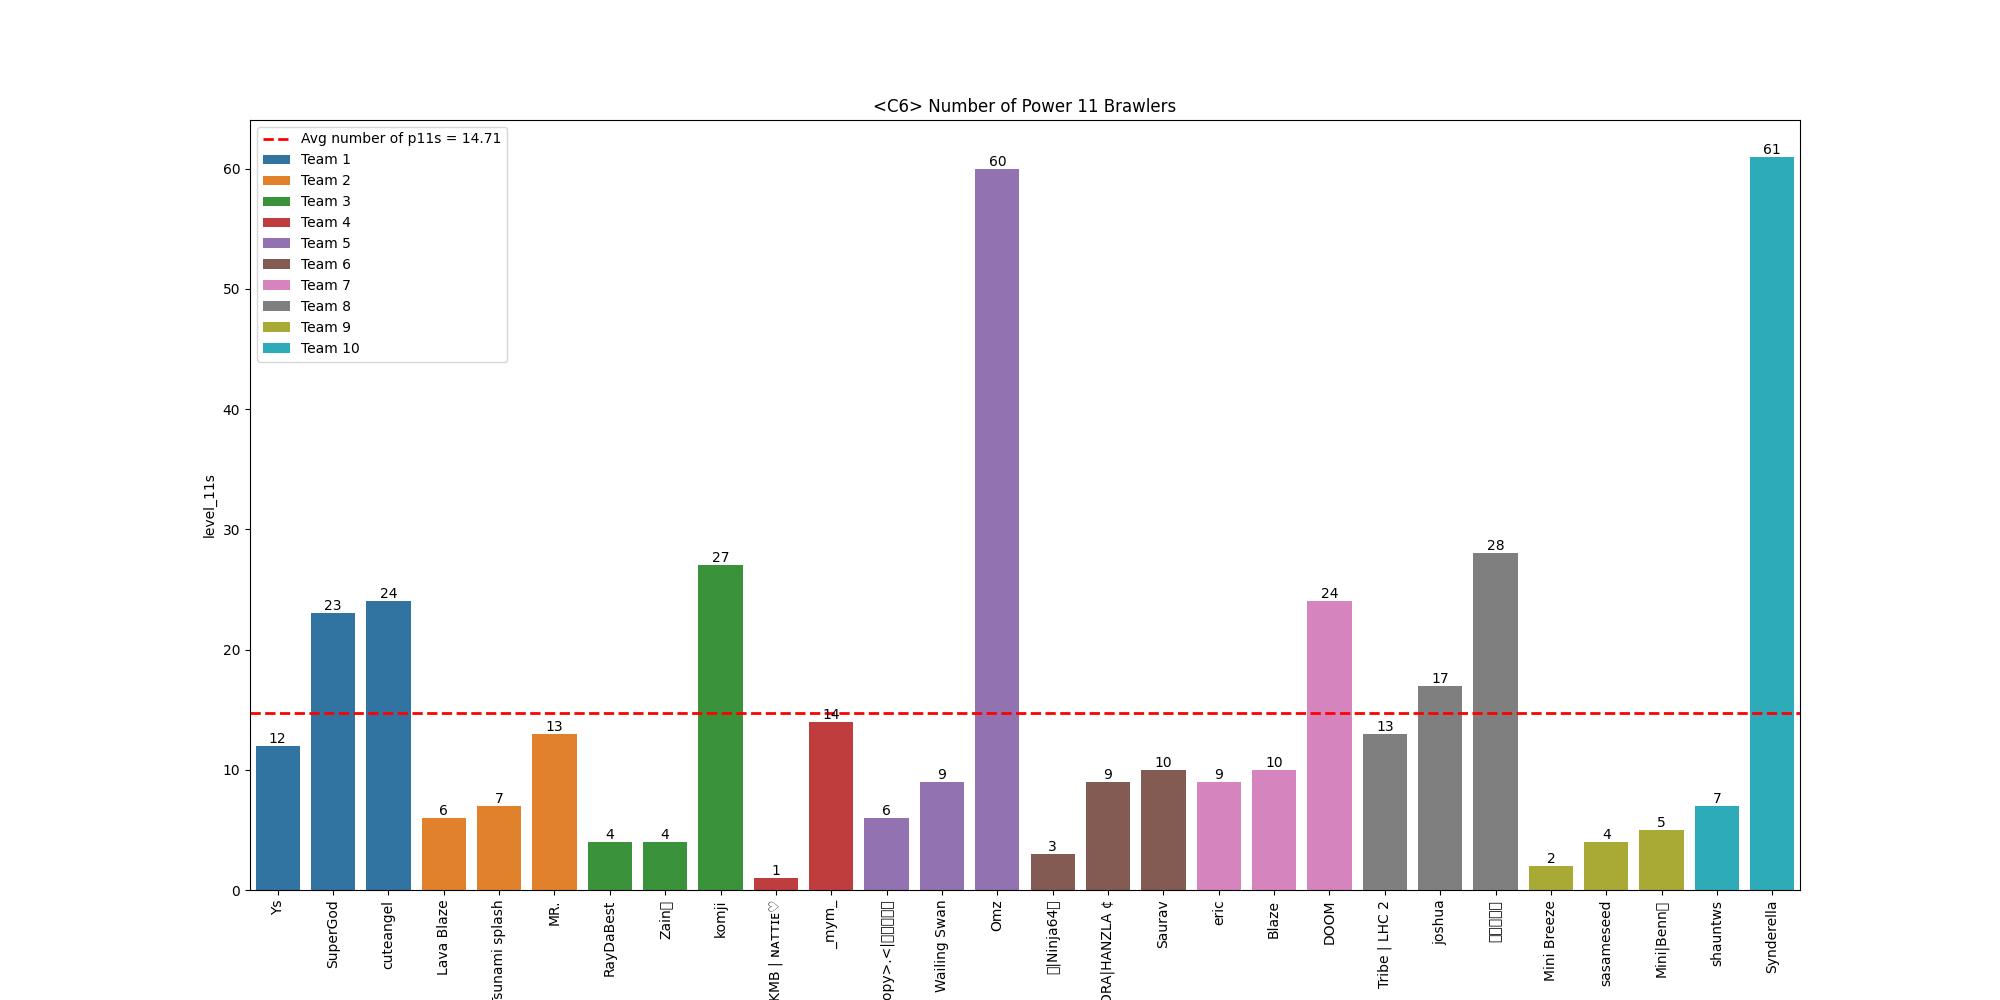 <C6> Number of Power 11 Brawlers
Avg number of p11s = 14.71
Team 1
Team 2
Team 3
Team 4
Team 5
Team 6
Team 7
Team 8
Team 9
Team 10
level_11s
60
50
40
30
20
10
0
12
23
24
6
7
13
4
4
27
1
14
6
9
60
3
9
10
9
10
24
13
17
28
2
4
5
7
61
Ys
SuperGod
cuteangel
Lava Blaze
splash
MR.
RayDaBest
Zain
komji
KMB | ɴᴀᴛᴛɪᴇ♡
_mym_
opy>.<|
Wailing Swan
Omz
|Ninja64
|HANZLA ¢
Saurav
eric
Blaze
DOOM
Tribe | LHC 2
joshua
Mini Breeze
sasameseed
Mini|Benn
shauntws
Synderella